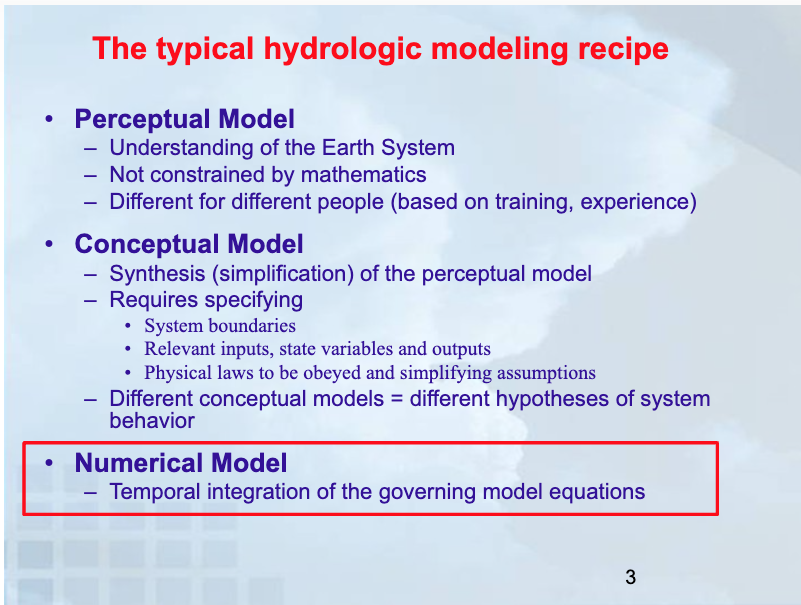 The typical hydrologic modeling recipe
• Perceptual Model
– Understanding of the Earth System
– Not constrained by mathematics
– Different for different people (based on training, experience)
• Conceptual Model
– Synthesis (simplification) of the perceptual model
– Requires specifying
• System boundaries
• Relevant inputs, state variables and outputs
• Physical laws to be obeyed and simplifying assumptions
– Different conceptual models = different hypotheses of system
behavior
• Numerical Model
– Temporal integration of the governing model equations
3